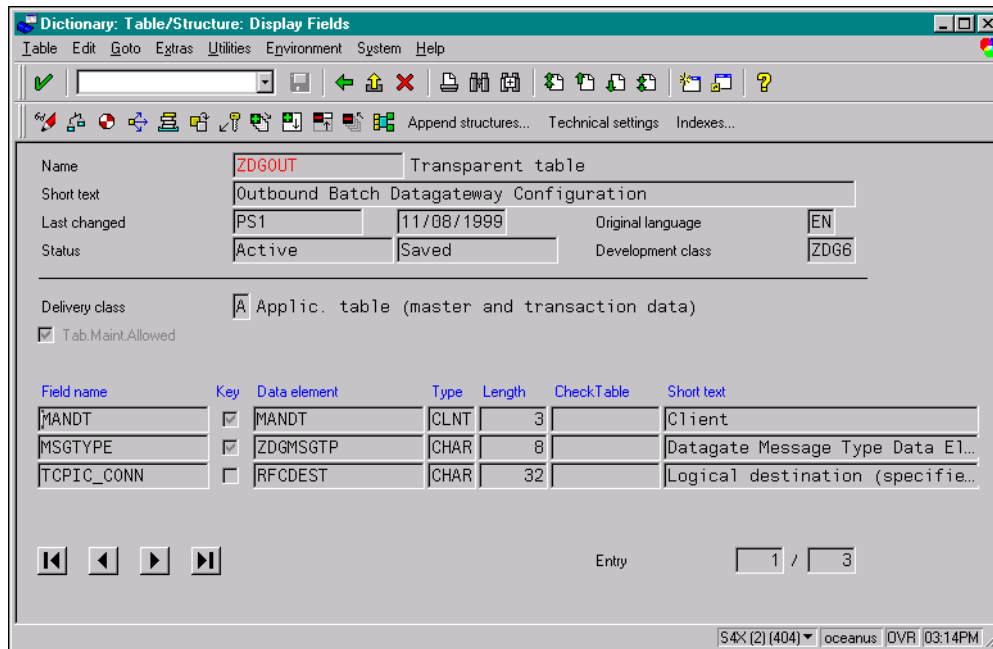 Dictionary: Table/Structure: Display Fields
Table Edit Goto Extras Utilities Environment System Help
Append structures... Technical settings Indexes...
Name ZDGOUT Transparent table
Short text Outbound Batch Datagateway Configuration
Last changed PS1 11/08/1999 Original language EN
Status Active Saved Development class ZDG6
Delivery class A Applic. table (master and transaction data)
Tab.Maint.Allowed
Field name Key Data element Type Length CheckTable Short text
MANDT MANDT CLNT 3 Client
MSGTYPE ZDGMSGTP CHAR 8 Datagate Message Type Data El...
TCPIC_CONN RFCDEST CHAR 32 Logical destination (specifie...
Entry 1 / 3
S4X (2) (404) oceanus OVR 03:14PM